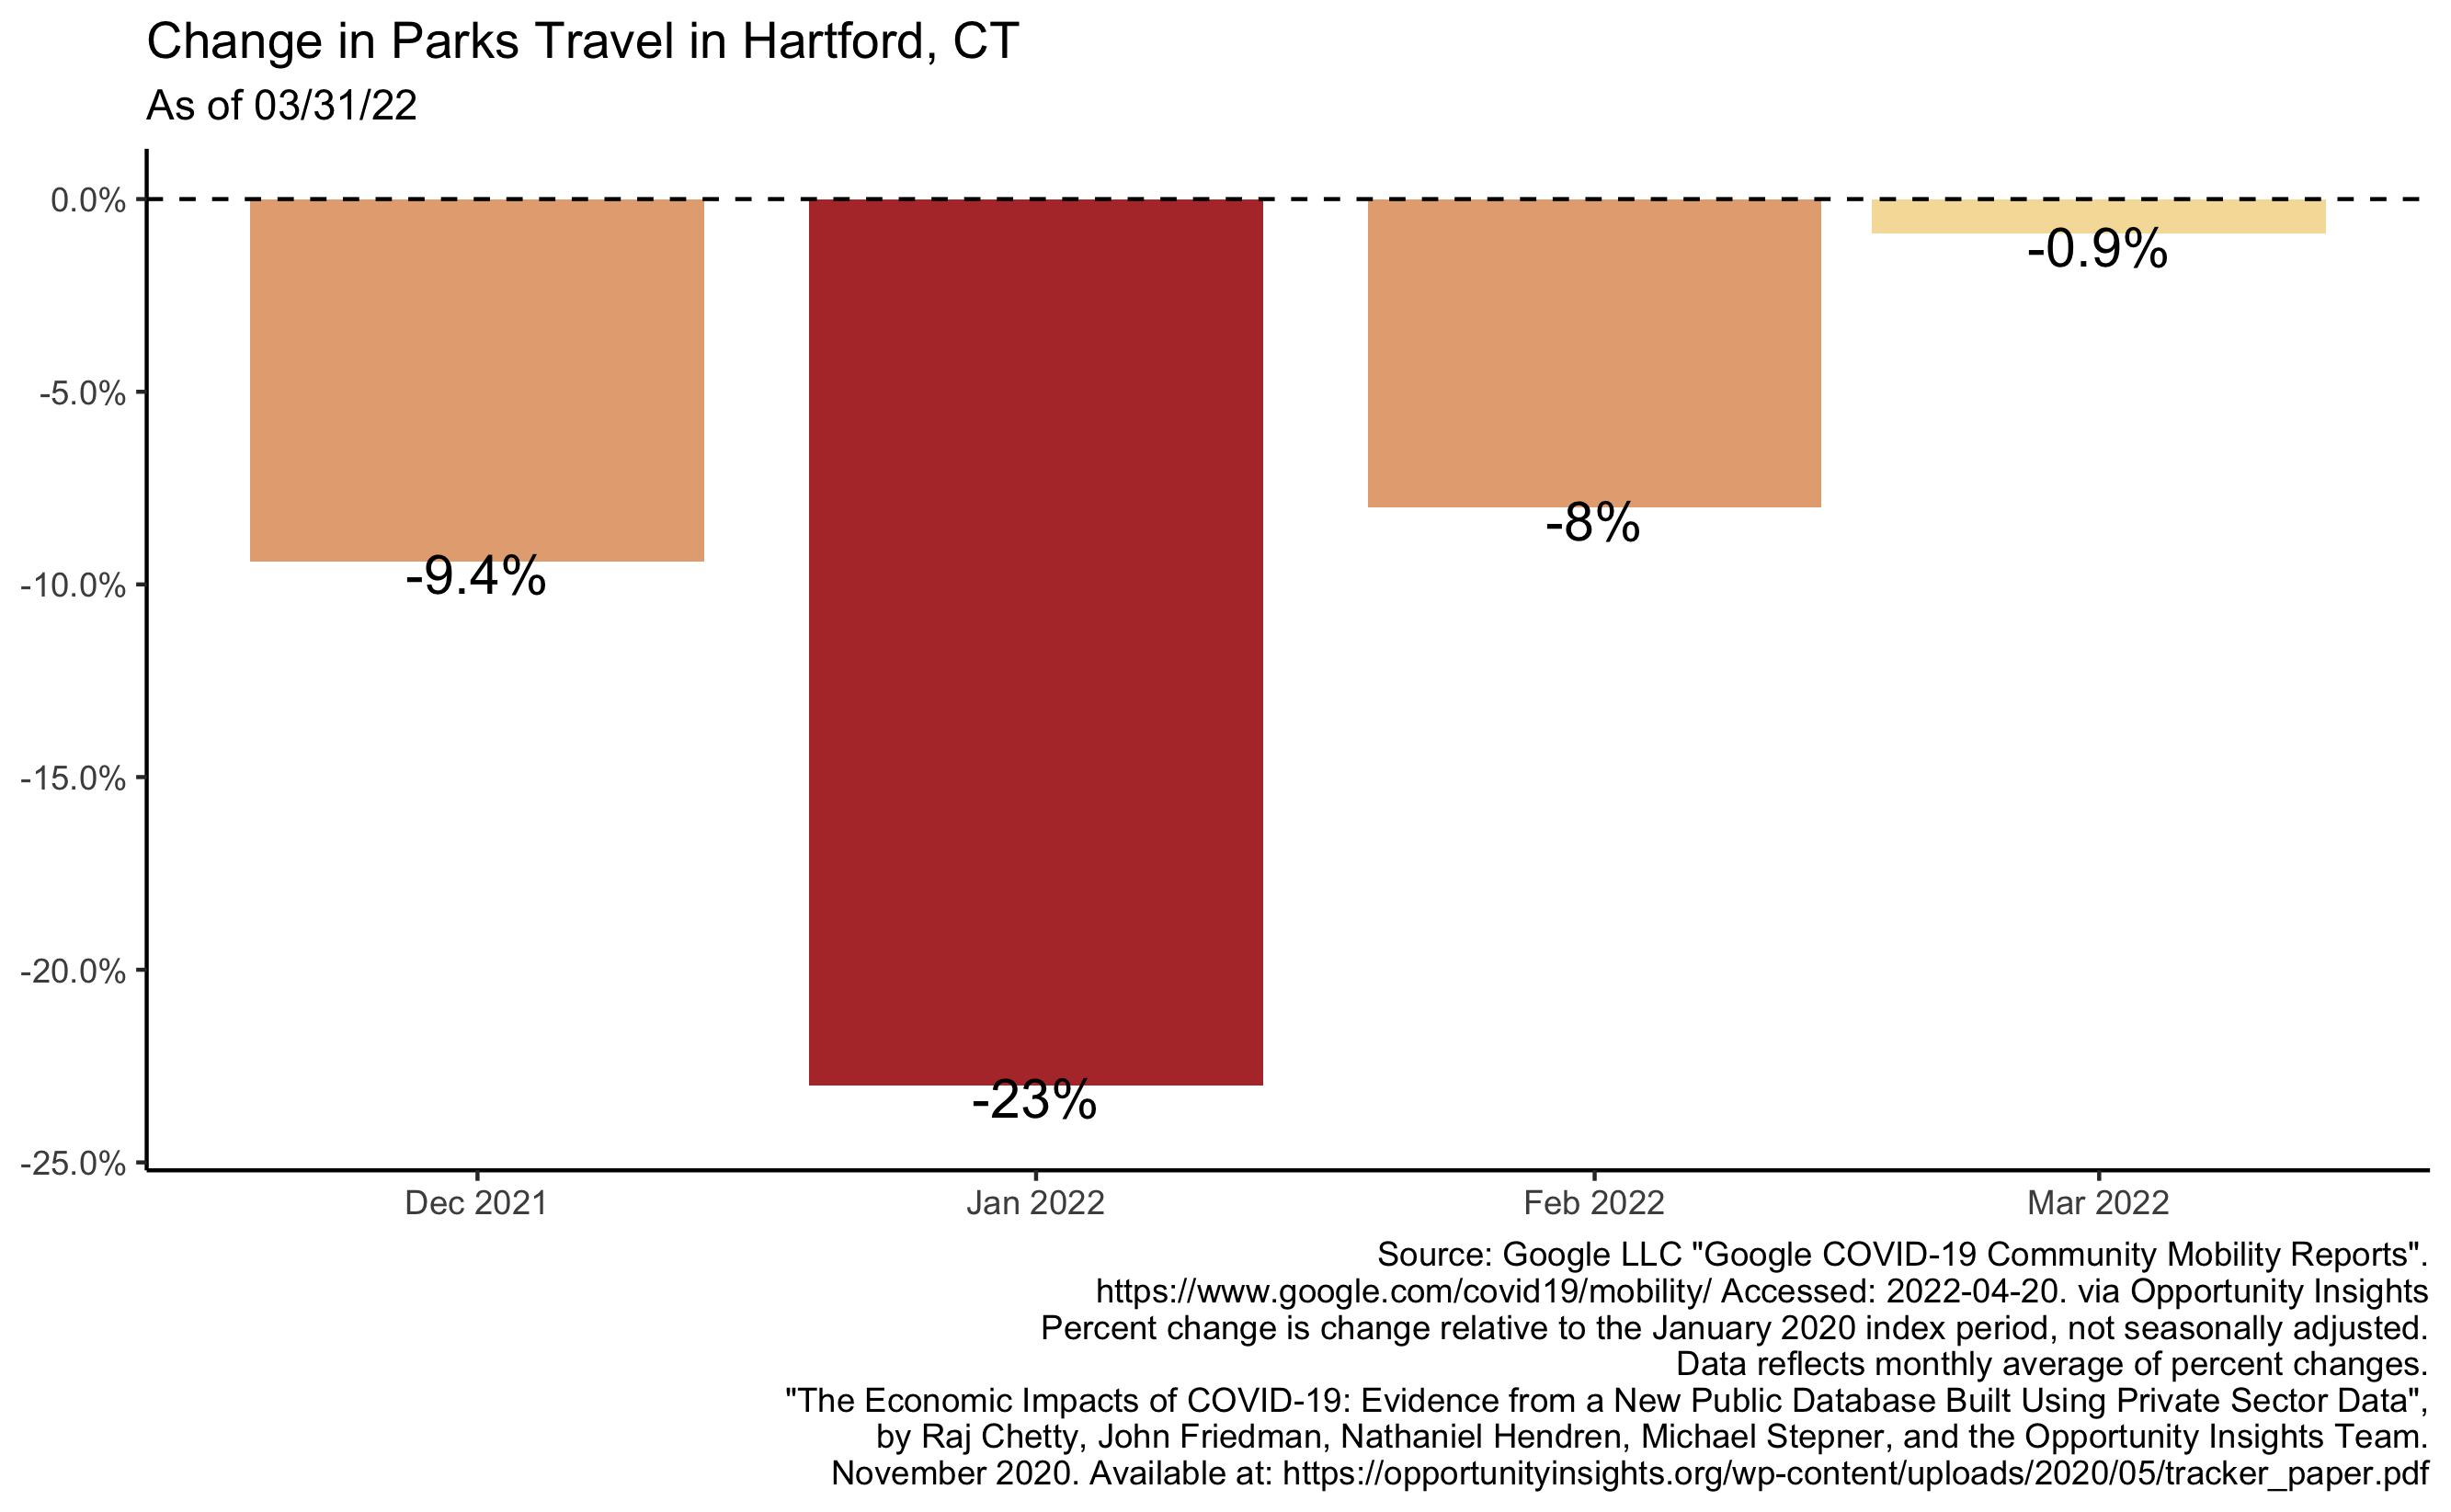 Change in Parks Travel in Hartford, CT
As of 03/31/22
0.0%
-5.0%
-10.0%
-15.0%
-20.0%
-25.0%
-9.4%
-23%
-8%
-0.9%
Dec 2021
Jan 2022
Feb 2022
Mar 2022
Source: Google LLC "Google COVID-19 Community Mobility Reports".
https://www.google.com/covid19/mobility/ Accessed: 2022-04-20. via Opportunity Insights
Percent change is change relative to the January 2020 index period, not seasonally adjusted.
Data reflects monthly average of percent changes.
"The Economic Impacts of COVID-19: Evidence from a New Public Database Built Using Private Sector Data",
by Raj Chetty, John Friedman, Nathaniel Hendren, Michael Stepner, and the Opportunity Insights Team.
November 2020. Available at: https://opportunityinsights.org/wp-content/uploads/2020/05/tracker_paper.pdf